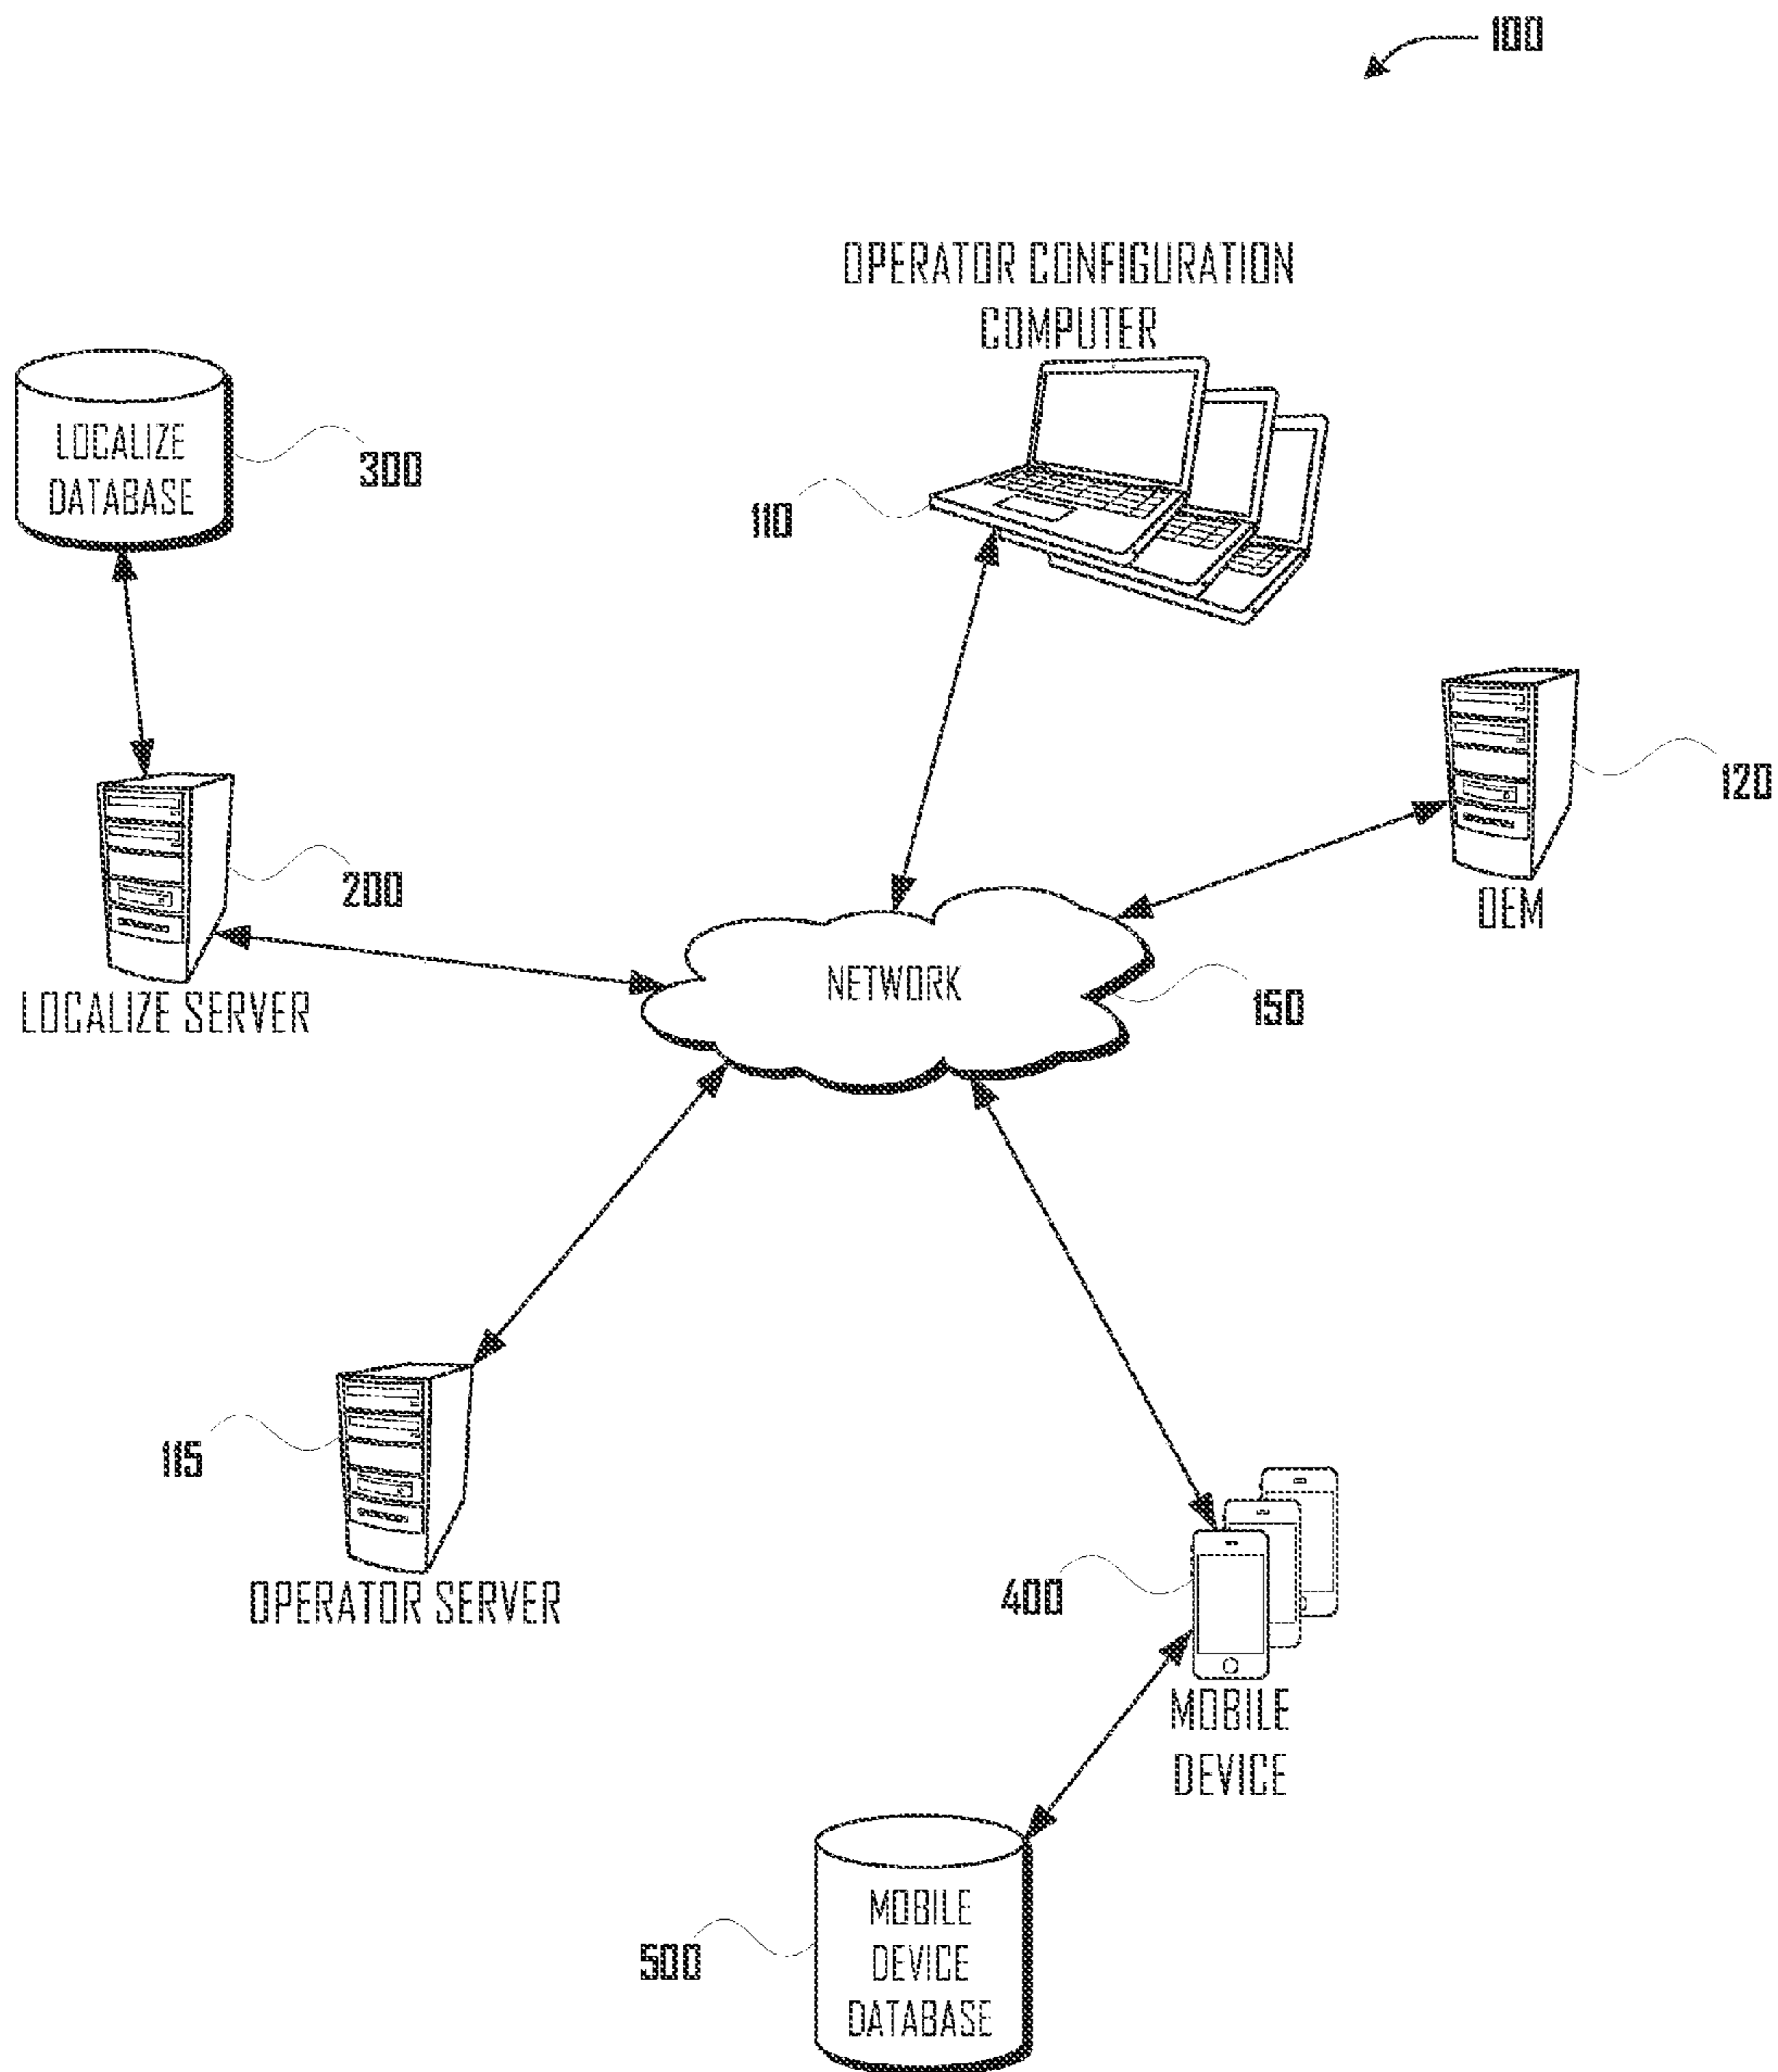 100
OPERATOR CONFIGURATION
COMPUTER
LOCALIZE
DATABASE
300
110
120
OEM
200
LOCALIZE SERVER
NETWORK
150
115
OPERATOR SERVER
400
MOBILE
DEVICE
500
MOBILE
DEVICE
DATABASE